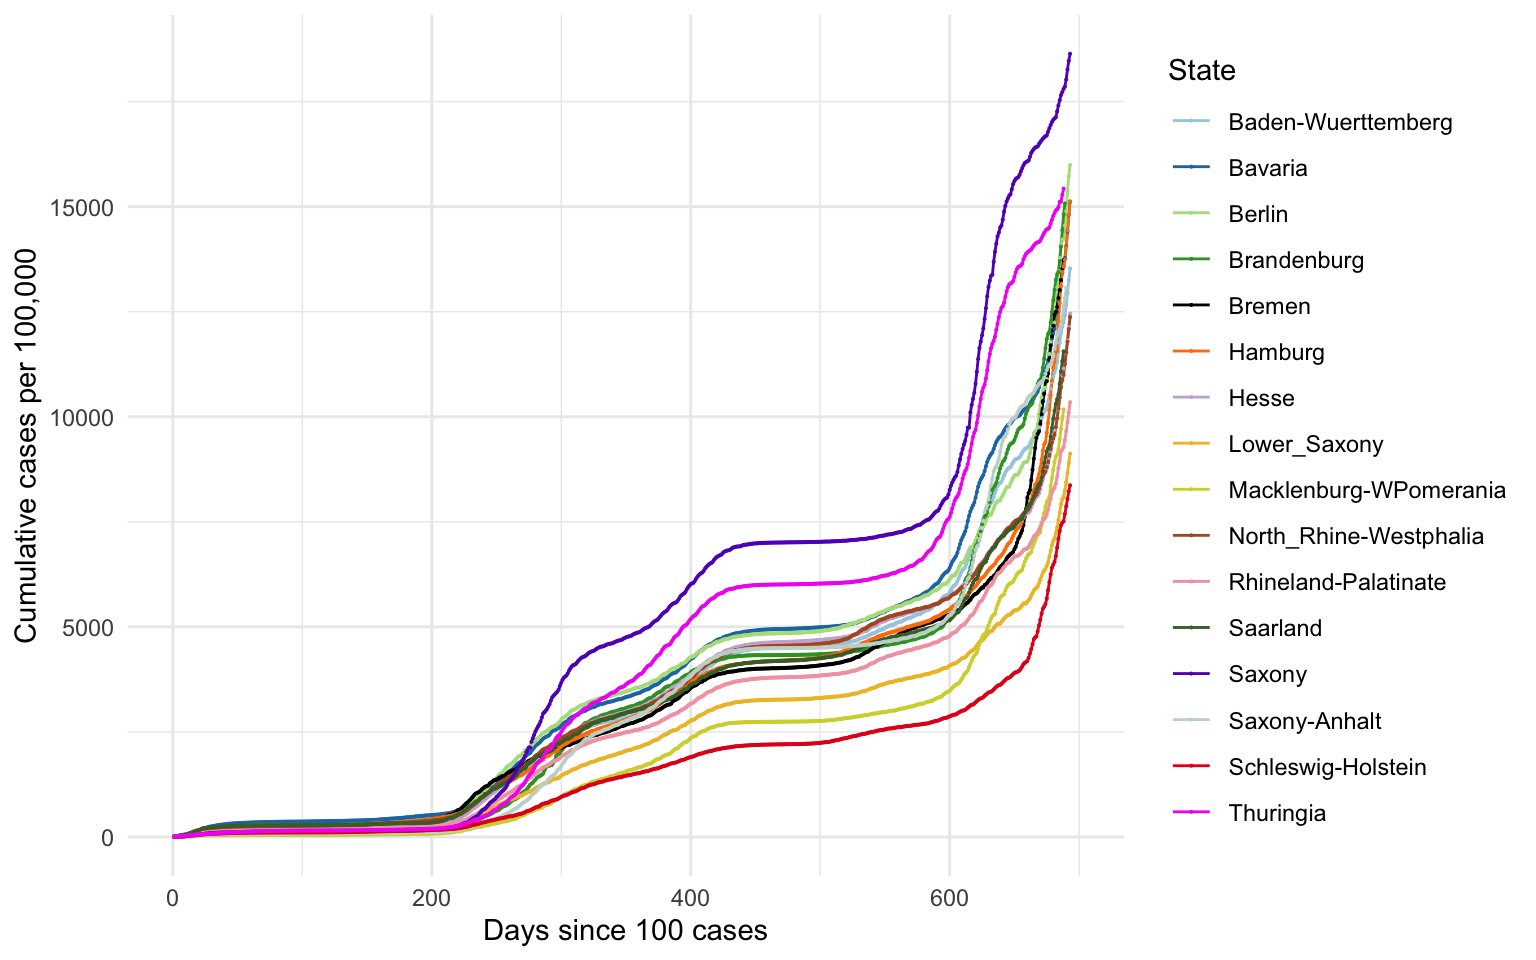 State
Baden-Wuerttemberg
Bavaria
Berlin
Brandenburg
Bremen
Hamburg
Hesse
Lower_Saxony
Macklenburg-WPomerania
North_Rhine-Westphalia
Rhineland-Palatinate
Saarland
Saxony
Saxony-Anhalt
Schleswig-Holstein
Thuringia
Cumulative cases per 100,000
15000
10000
5000
0
0 200 400 600
Days since 100 cases